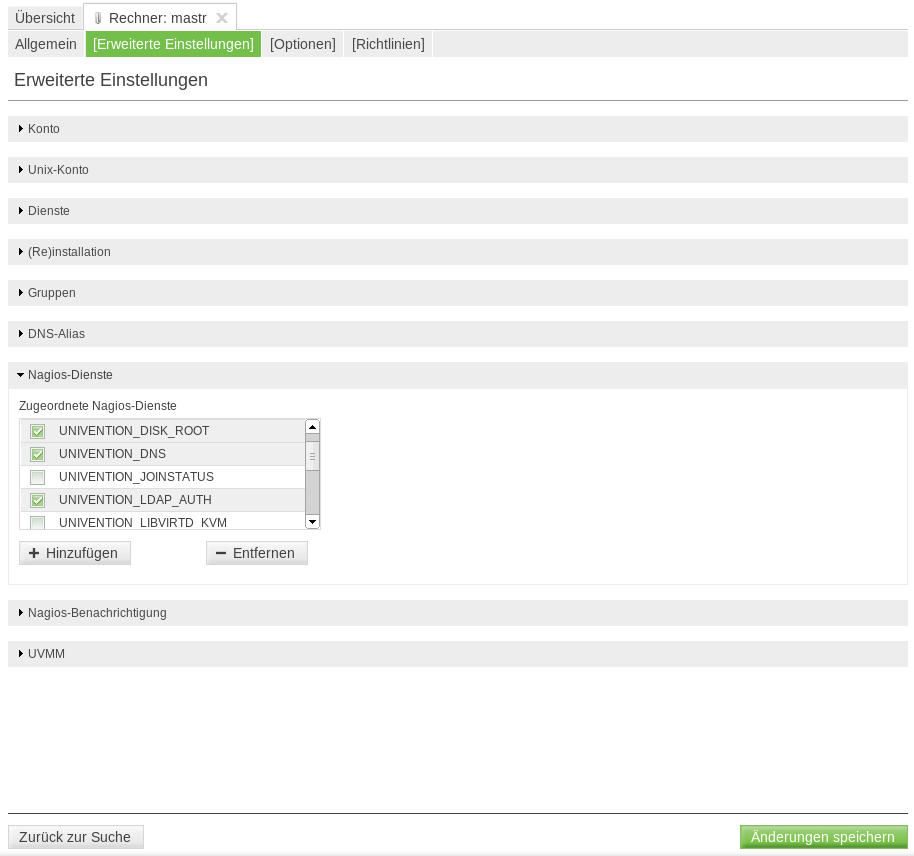 Übersicht Rechner: mastr
Allgemein [Erweiterte Einstellungen] [Optionen] [Richtlinien]
Erweiterte Einstellungen
Konto
Unix-Konto
Dienste
(Re)installation
Gruppen
DNS-Alias
Nagios-Dienste
Zugeordnete Nagios-Dienste
UNIVENTION_DISK_ROOT
UNIVENTION_DNS
UNIVENTION_JOINSTATUS
UNIVENTION_LDAP_AUTH
UNIVENTION_LIBVIRTD_KVM
Hinzufügen Entfernen
Nagios-Benachrichtigung
UVMM
Zurück zur Suche Änderungen speichern